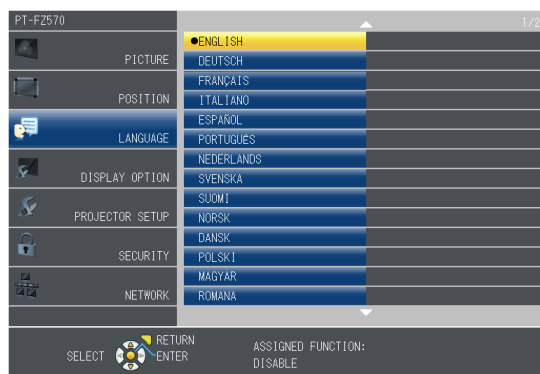 PT-FZ570
1/2
PICTURE
POSITION
LANGUAGE
DISPLAY OPTION
PROJECTOR SETUP
SECURITY
NETWORK
●ENGLISH
DEUTSCH
FRANÇAIS
ITALIANO
ESPAÑOL
PORTUGUÊS
NEDERLANDS
SVENSKA
SUOMI
NORSK
DANSK
POLSKI
MAGYAR
ROMANA
SELECT
RETURN
ENTER
ASSIGNED FUNCTION:
DISABLE